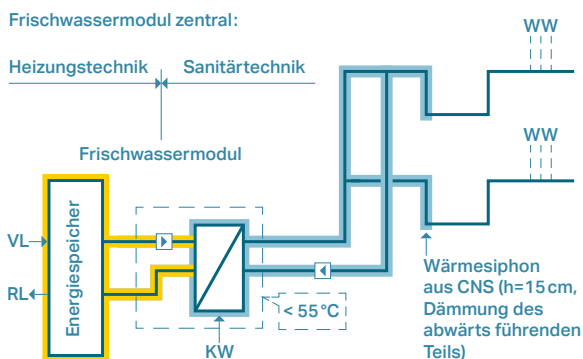 Frischwassermodul zentral:
WW
Heizungstechnik
Sanitärtechnik
Frischwassermodul
WW
Energiespeicher
VL
RL
< 55 °C
KW
Wärmesiphon
aus CNS (h=15 cm,
Dämmung des
abwärts führenden
Teils)